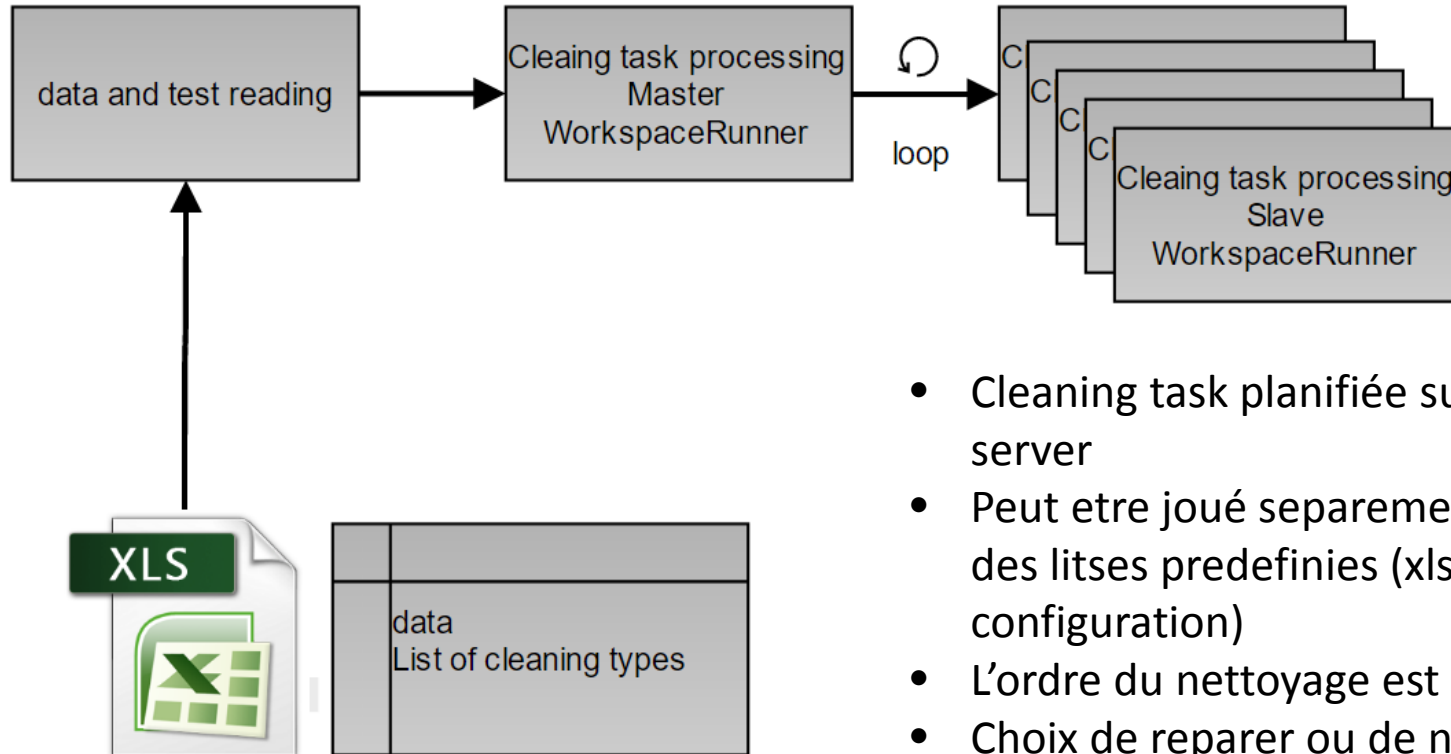 data and test reading
Cleaing task processing
Master
WorkspaceRunner
loop
C
C
C
C
Cleaing task processing
Slave
WorkspaceRunner
XLS
data
List of cleaning types
• Cleaning task planifiée su
server
• Peut etre joué separeme
des litses predefinies (xls
configuration)
• L’ordre du nettoyage est
• Choix de reparer ou de n